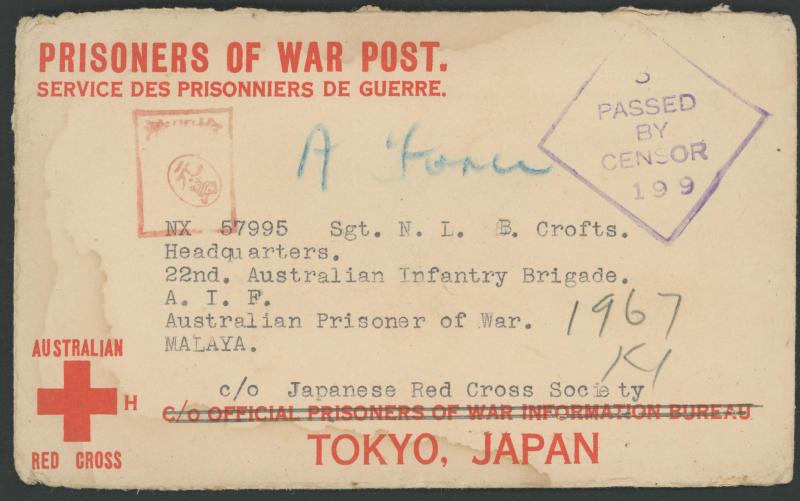 PRISONERS OF WAR POST.
SERVICE DES PRISONNIERS DE GUERRE.
S
PASSED
BY
CENSOR
199
A Force
NX 57995 Sgt. N. L. B. Crofts.
Headquarters.
22nd. Australian Infantry Brigade.
A. I. F.
Australian Prisoner of War.
MALAYA.
1967
AUSTRALIAN
H
RED CROSS
c/o Japanese Red Cross Society
C/O OFFICIAL PRISONERS OF WAR INFORMATION BUREAU
TOKYO, JAPAN